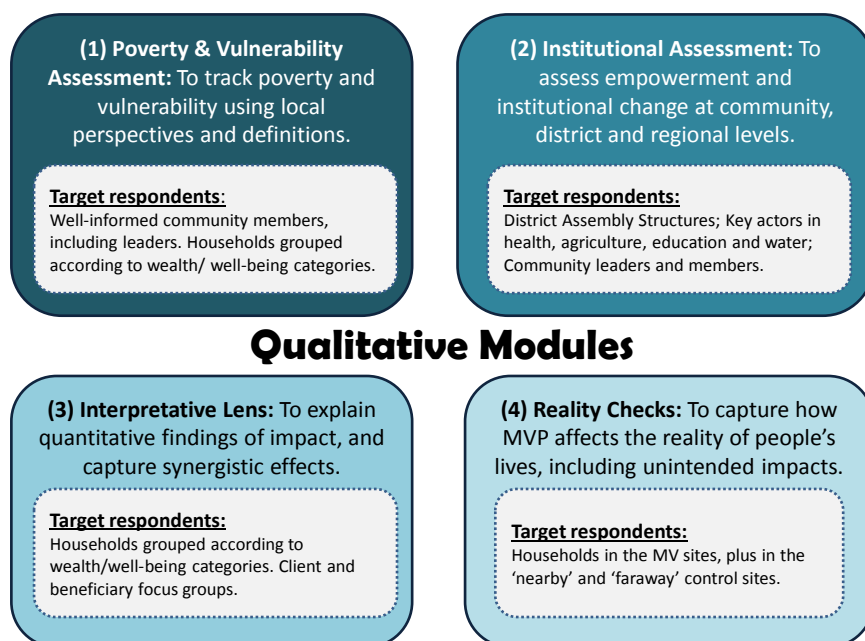 (1) Poverty & Vulnerability
Assessment: To track poverty and
vulnerability using local
perspectives and definitions.
Target respondents:
Well-informed community members,
including leaders. Households grouped
according to wealth/ well-being categories.
(2) Institutional Assessment: To
assess empowerment and
institutional change at community,
district and regional levels.
Target respondents:
District Assembly Structures; Key actors in
health, agriculture, education and water;
Community leaders and members.
Qualitative Modules
(3) Interpretative Lens: To explain
quantitative findings of impact, and
capture synergistic effects.
Target respondents:
Households grouped according to
wealth/well-being categories. Client and
beneficiary focus groups.
(4) Reality Checks: To capture how
MVP affects the reality of people’s
lives, including unintended impacts.
Target respondents:
Households in the MV sites, plus in the
‘nearby’ and ‘faraway’ control sites.